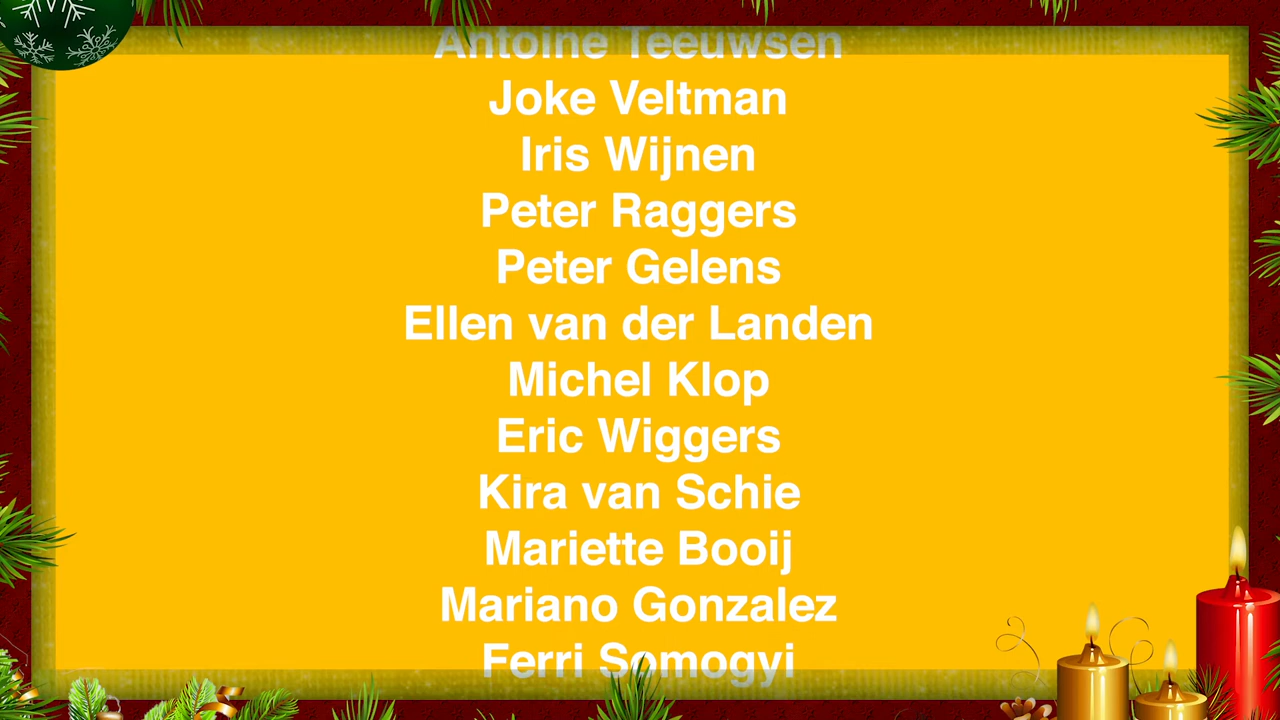 Antoine Teeuwsen
Joke Veltman
Iris Wijnen
Peter Raggers
Peter Gelens
Ellen van der Landen
Michel Klop
Eric Wiggers
Kira van Schie
Mariette Booij
Mariano Gonzalez
Ferri Somogyi